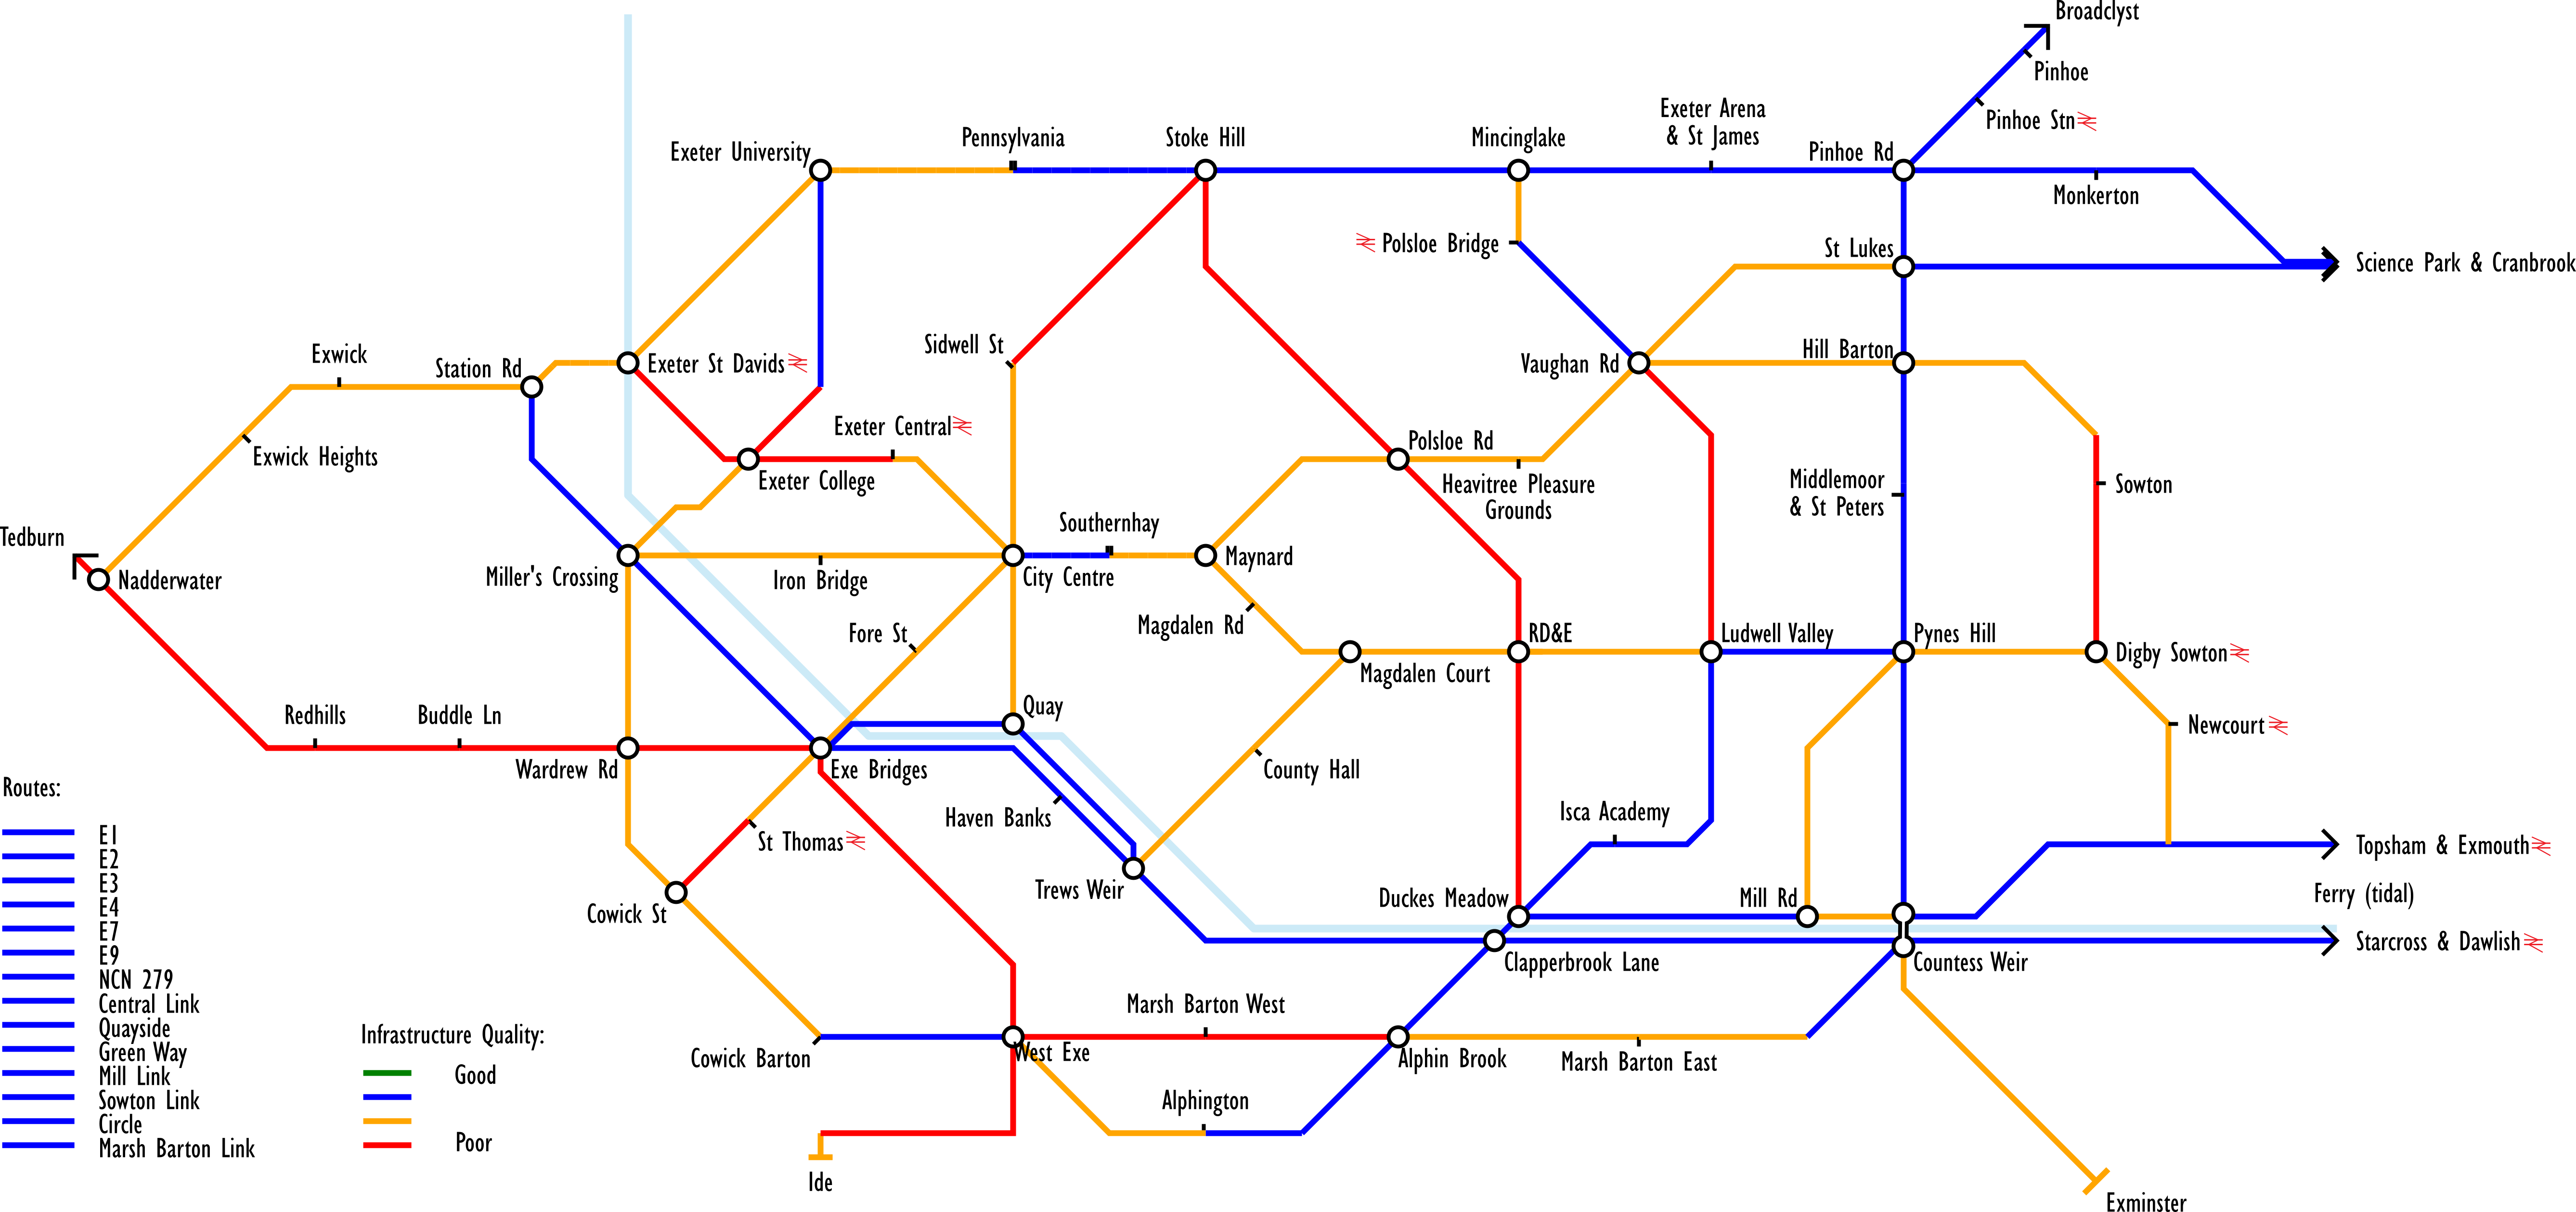 Broadclyst
Pinhoe
Pinhoe Stn
Exeter Arena
& St James
Pennsylvania
Stoke Hill
Mincinglake
Exeter University
Pinhoe Rd
Monkerton
Polsloe Bridge
St Lukes
Science Park & Cranbrook
Exwick
Station Rd
Exeter St Davids
Sidwell St
Vaughan Rd
Hill Barton
Exwick Heights
Exeter Central
Exeter College
Polsloe Rd
Heavitree Pleasure
Grounds
Middlemoor
& St Peters
Sowton
Tedburn
Nadderwater
Miller's Crossing
Iron Bridge
Southernhay
City Centre
Maynard
Magdalen Rd
Fore St
RD&E
Ludwell Valley
Pynes Hill
Magdalen Court
Digby Sowton
Redhills
Buddle Ln
Quay
Newcourt
Wardrew Rd
Exe Bridges
County Hall
Haven Banks
Isca Academy
St Thomas
Topsham & Exmouth
Trews Weir
Duckes Meadow
Mill Rd
Ferry (tidal)
Cowick St
Starcross & Dawlish
Clapperbrook Lane
Countess Weir
Marsh Barton West
Cowick Barton
West Exe
Alphin Brook
Marsh Barton East
Alphington
Ide
Exminster
Routes:
E1
E2
E3
E4
E7
E9
NCN 279
Central Link
Quayside
Green Way
Mill Link
Sowton Link
Circle
Marsh Barton Link
Infrastructure Quality:
Good
Poor